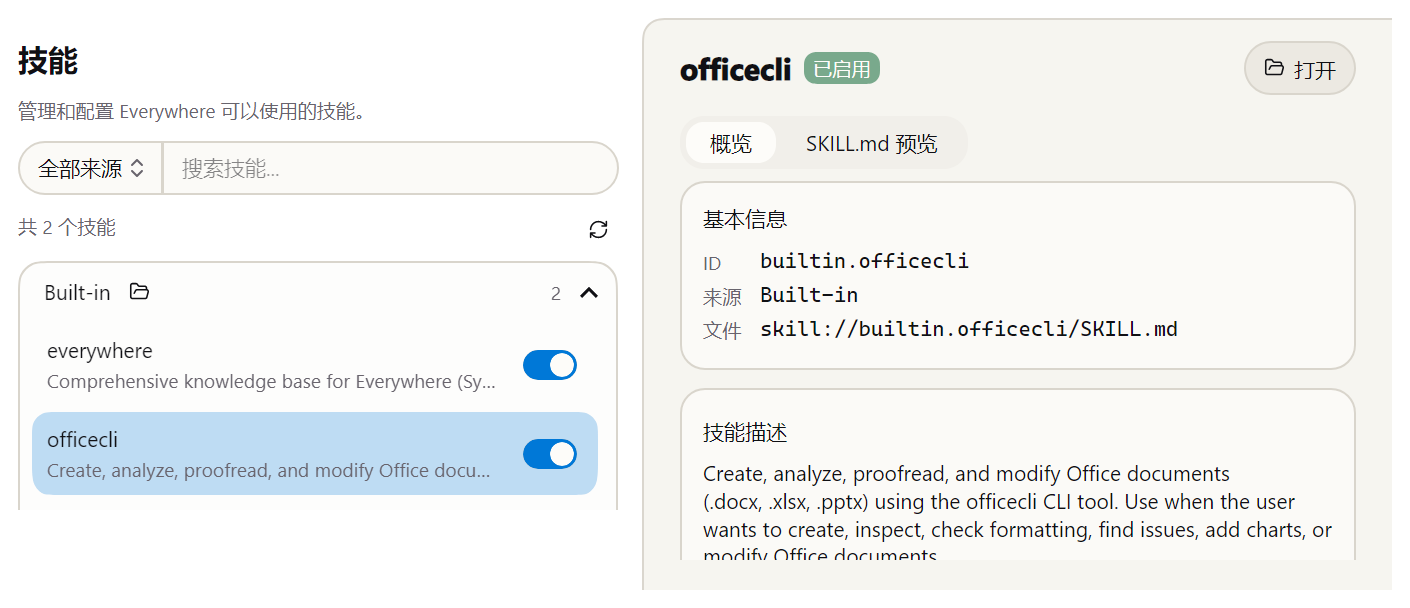 技能
管理和配置 Everywhere 可以使用的技能。
全部来源
搜索技能...
共 2 个技能
Built-in
2
everywhere
Comprehensive knowledge base for Everywhere (Sy...
officecli
Create, analyze, proofread, and modify Office docu...
officecli
已启用
打开
概览
SKILL.md 预览
基本信息
ID builtin.officecli
来源 Built-in
文件 skill://builtin.officecli/SKILL.md
技能描述
Create, analyze, proofread, and modify Office documents
(.docx, .xlsx, .pptx) using the officecli CLI tool. Use when the user
wants to create, inspect, check formatting, find issues, add charts, or
modify Office documents